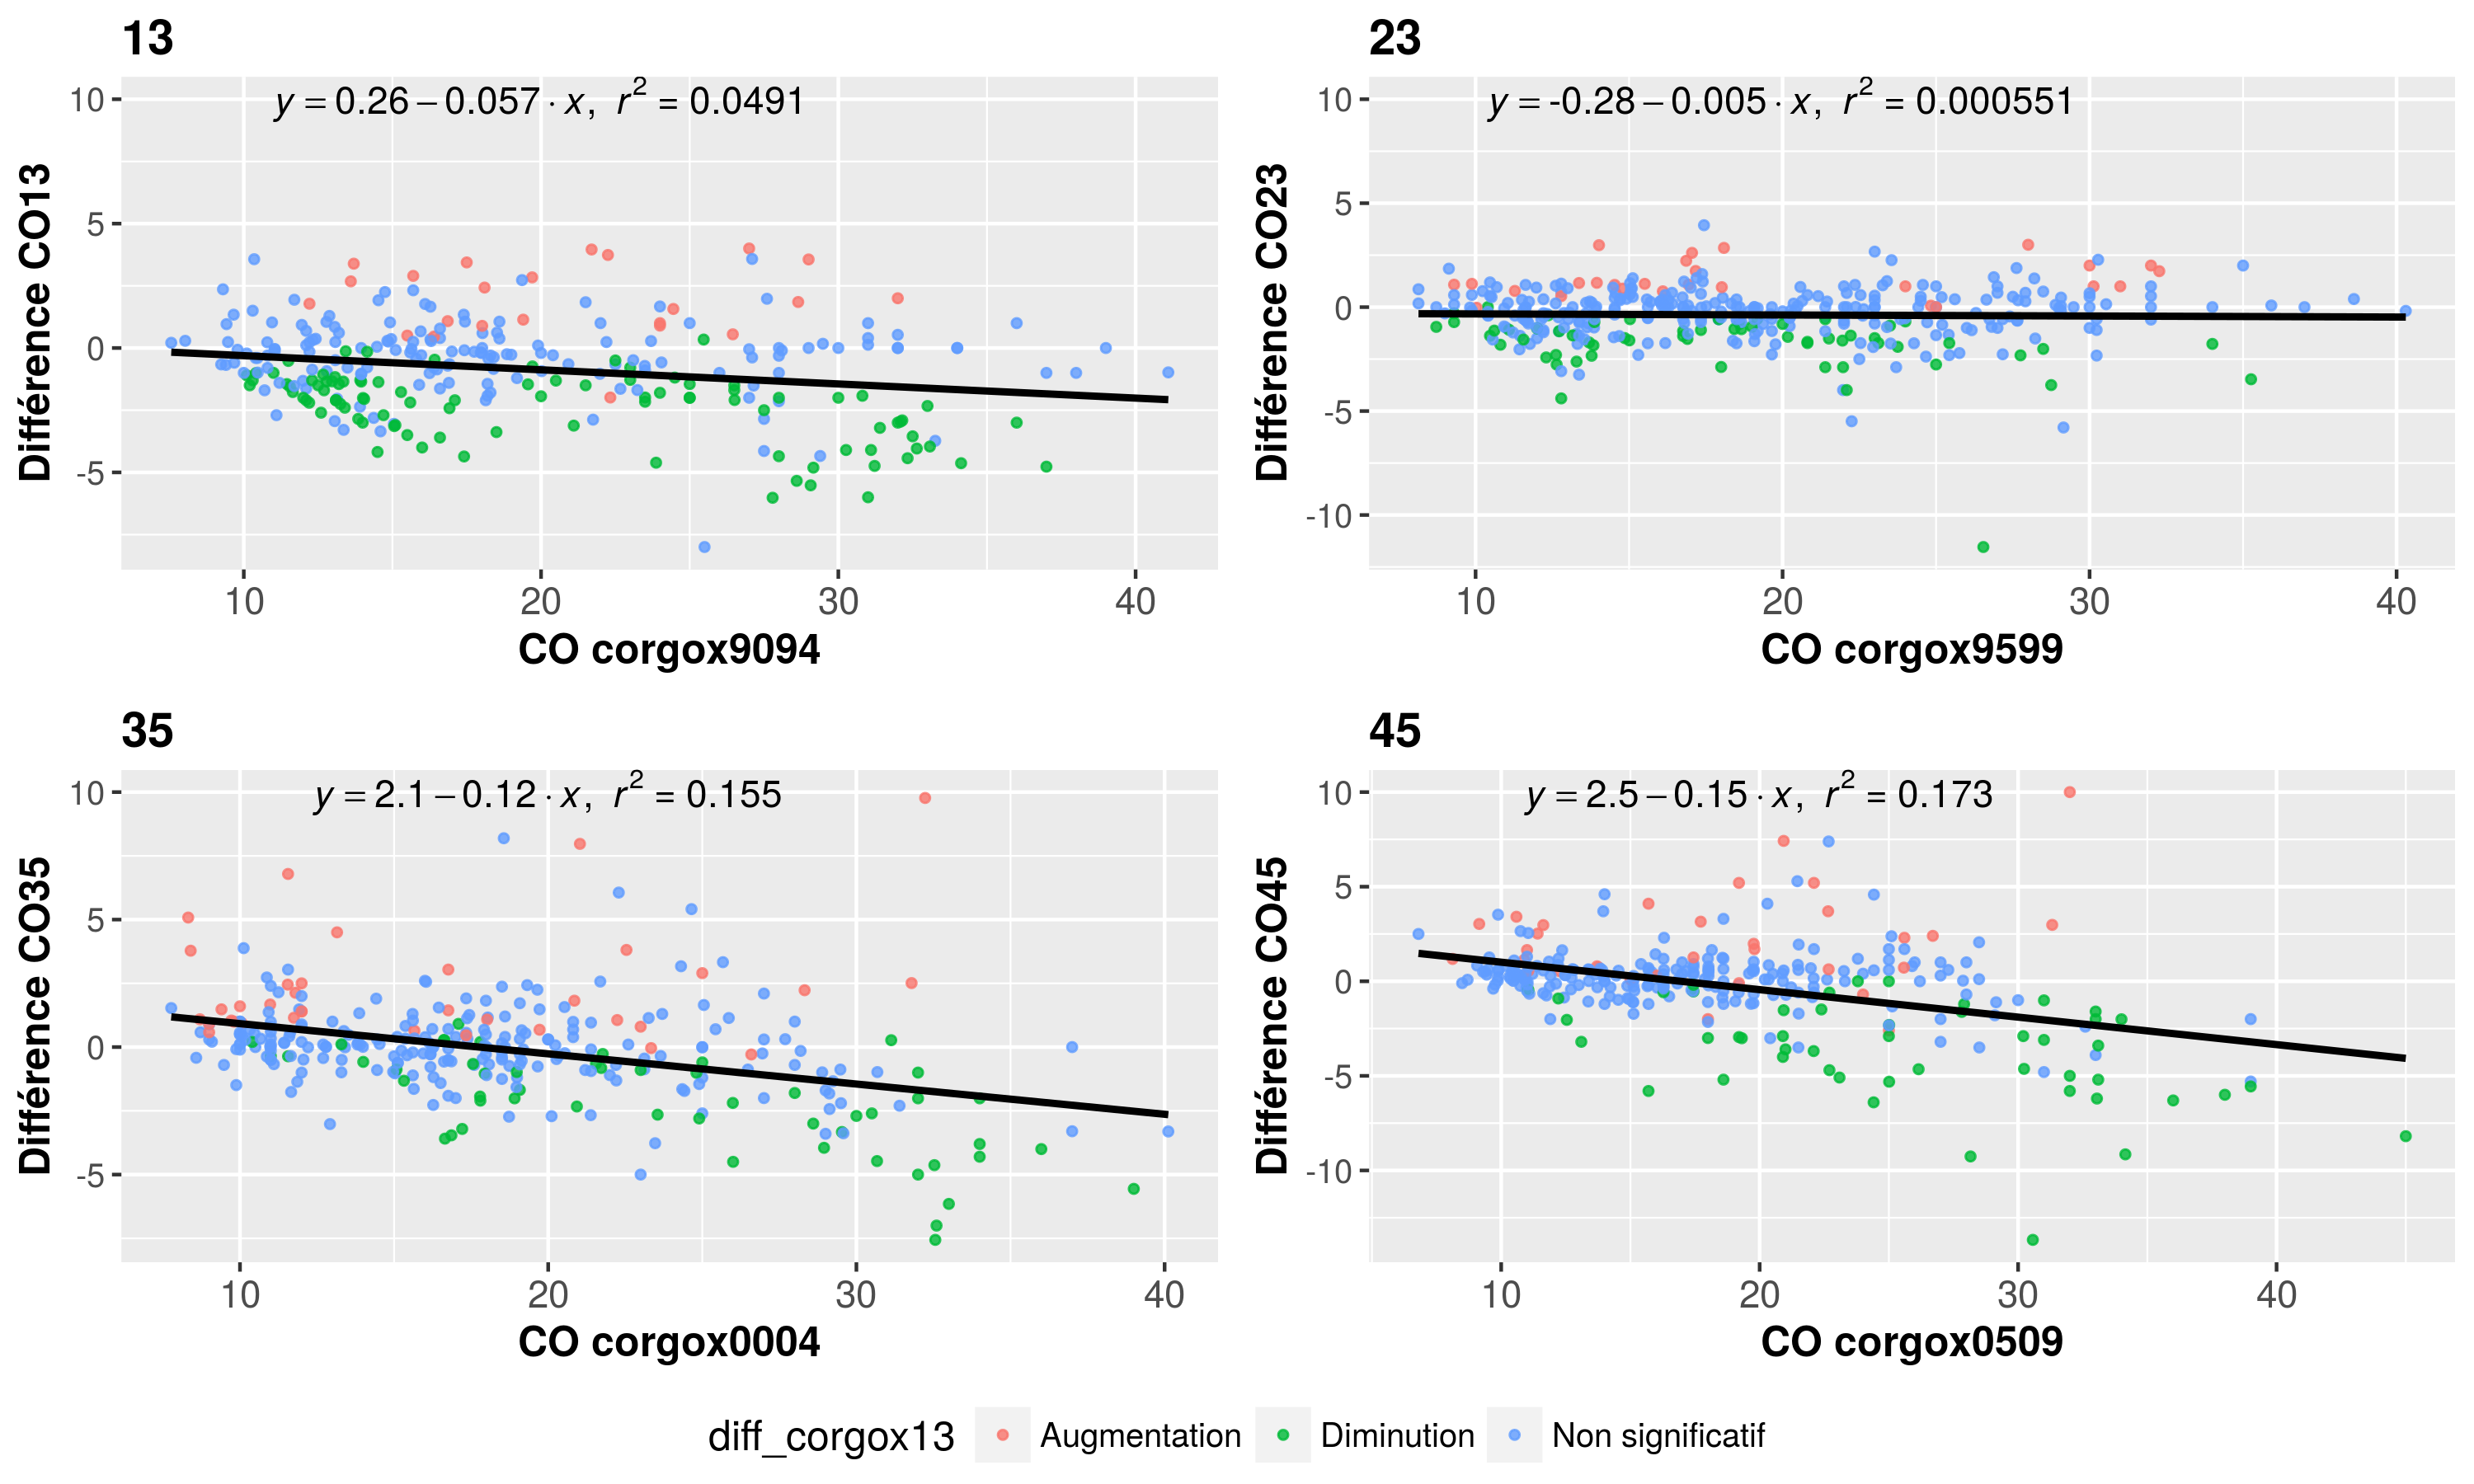 13
y = 0.26 − 0.057 · x, r² = 0.0491
Différence CO13
10
5
0
-5
10 20 30 40
CO corgox9094
23
y = -0.28 − 0.005 · x, r² = 0.000551
Différence CO23
10
5
0
-5
-10
10 20 30 40
CO corgox9599
35
y = 2.1 − 0.12 · x, r² = 0.155
Différence CO35
10
5
0
-5
10 20 30 40
CO corgox0004
45
y = 2.5 − 0.15 · x, r² = 0.173
Différence CO45
10
5
0
-5
-10
10 20 30 40
CO corgox0509
diff_corgox13 Augmentation Diminution Non significatif